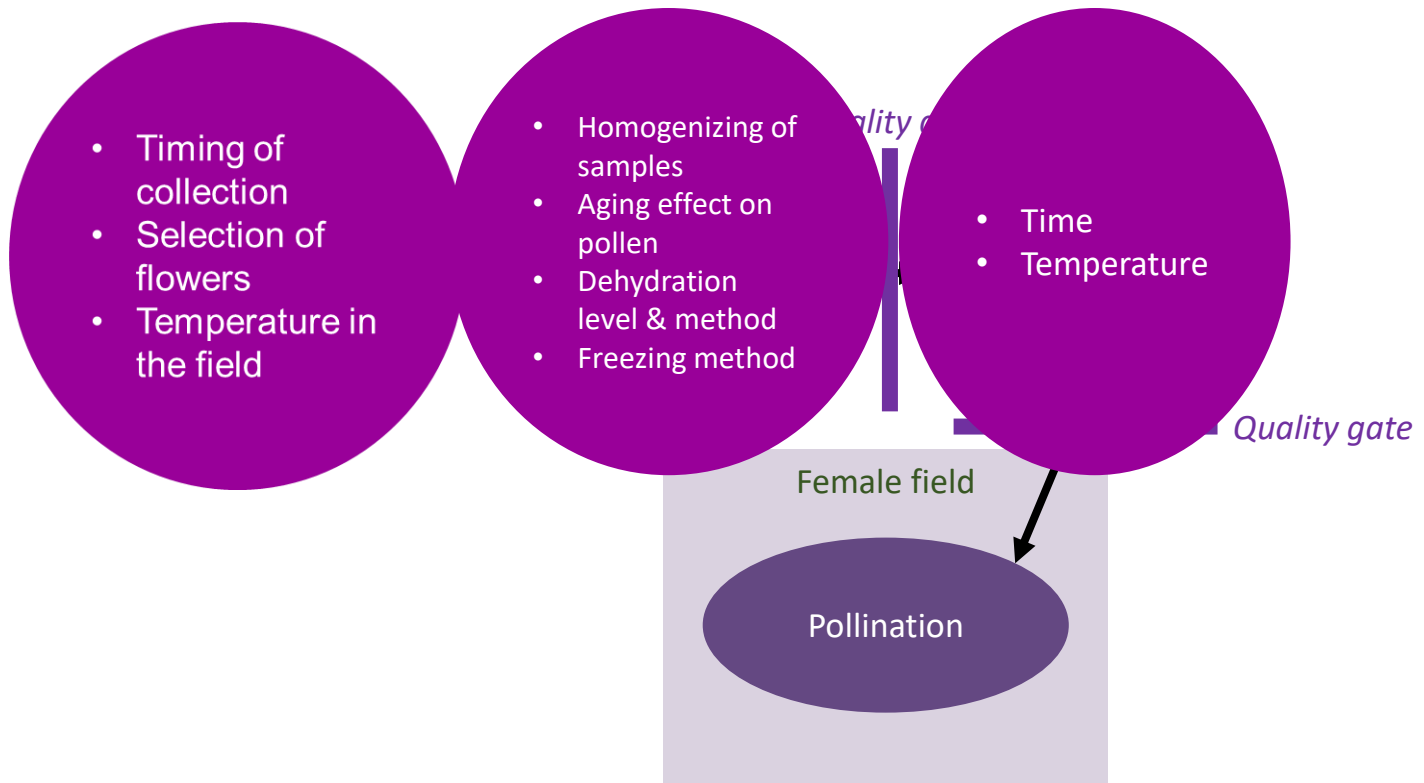 • Timing of
collection
• Selection of
flowers
• Temperature in
the field
• Homogenizing of
samples
• Aging effect on
pollen
• Dehydration
level & method
• Freezing method
• Time
• Temperature
Quality gate
Female field
Pollination